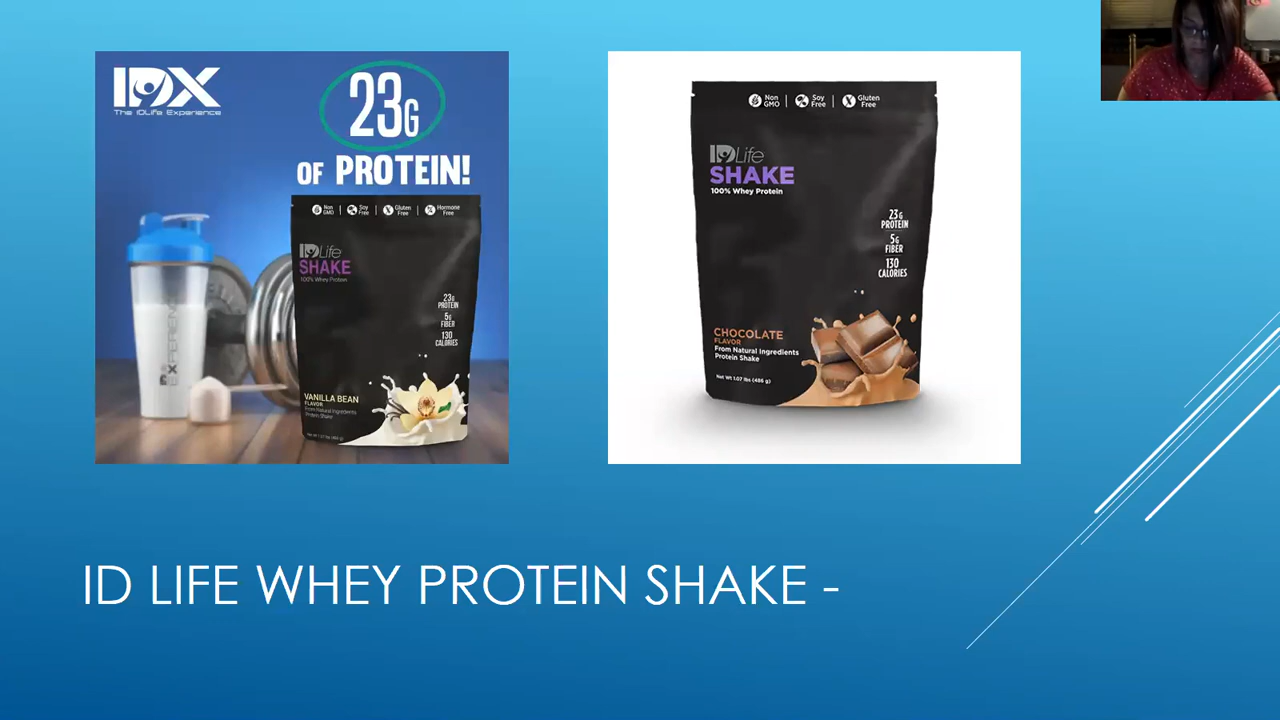 IDX
The IDLife Experience
23G
OF PROTEIN!
Non GMO
Soy Free
Gluten Free
Hormone Free
IDLife
SHAKE
100% Whey Protein
23g
PROTEIN
5g
FIBER
130
CALORIES
VANILLA BEAN
FLAVOR
From Natural Ingredients
Protein Shake
Non GMO
Soy Free
Gluten Free
IDLife
SHAKE
100% Whey Protein
23g
PROTEIN
5g
FIBER
130
CALORIES
CHOCOLATE
FLAVOR
From Natural Ingredients
Protein Shake
Net Wt 1.07 lbs (486 g)
ID LIFE WHEY PROTEIN SHAKE -